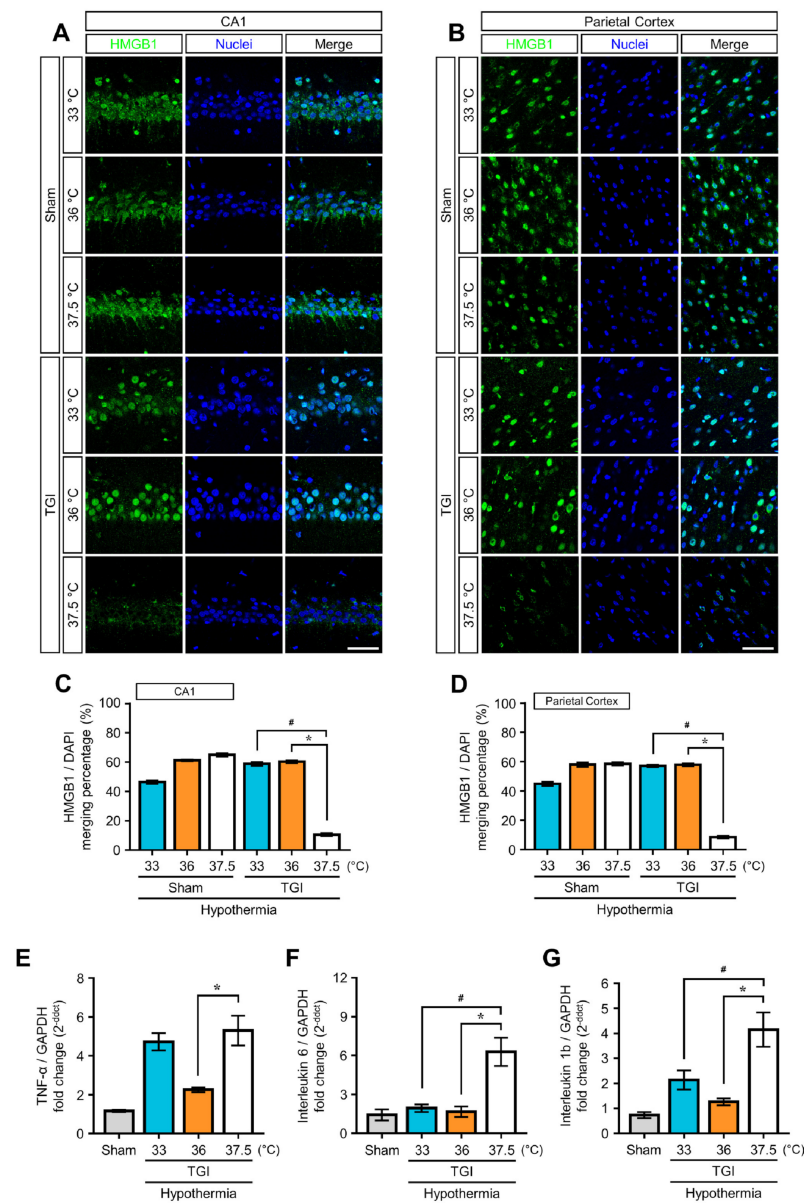 A
CA1
HMGB1 Nuclei Merge
Sham
33 °C
36 °C
37.5 °C
TGI
33 °C
36 °C
37.5 °C
B
Parietal Cortex
HMGB1 Nuclei Merge
Sham
33 °C
36 °C
37.5 °C
TGI
33 °C
36 °C
37.5 °C
C
CA1
HMGB1 / DAPI
merging percentage (%)
100
80
60
40
20
0
#
*
33 36 37.5 33 36 37.5 (°C)
Sham TGI
Hypothermia
D
Parietal Cortex
HMGB1 / DAPI
merging percentage (%)
100
80
60
40
20
0
#
*
33 36 37.5 33 36 37.5 (°C)
Sham TGI
Hypothermia
E
TNF-α / GAPDH
fold change (2-ddct)
8
6
4
2
0
*
Sham 33 36 37.5 (°C)
TGI
Hypothermia
F
Interleukin 6 / GAPDH
fold change (2-ddct)
12
9
6
3
0
#
*
Sham 33 36 37.5 (°C)
TGI
Hypothermia
G
Interleukin 1b / GAPDH
fold change (2-ddct)
6
5
4
3
2
1
0
#
*
Sham 33 36 37.5 (°C)
TGI
Hypothermia